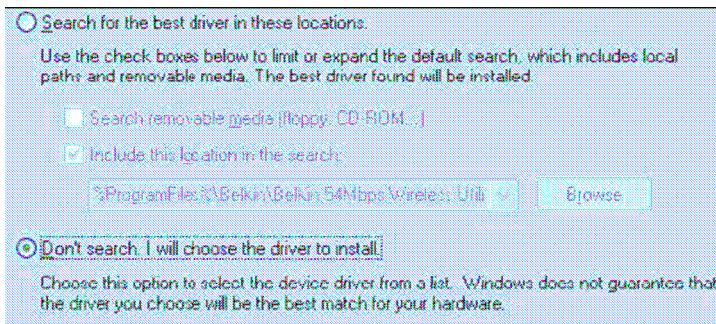 Search for the best driver in these locations.
Use the check boxes below to limit or expand the default search, which includes local
paths and removable media. The best driver found will be installed.
Search removable media (floppy, CD-ROM...)
Include this location in the search:
%ProgramFiles%\Belkin\Belkin 54Mbps Wireless Utili
Browse
Don't search. I will choose the driver to install.
Choose this option to select the device driver from a list. Windows does not guarantee that
the driver you choose will be the best match for your hardware.